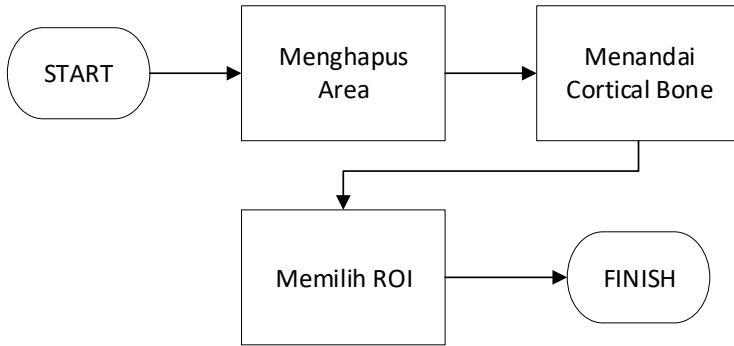 START
Menghapus
Area
Menandai
Cortical Bone
Memilih ROI
FINISH